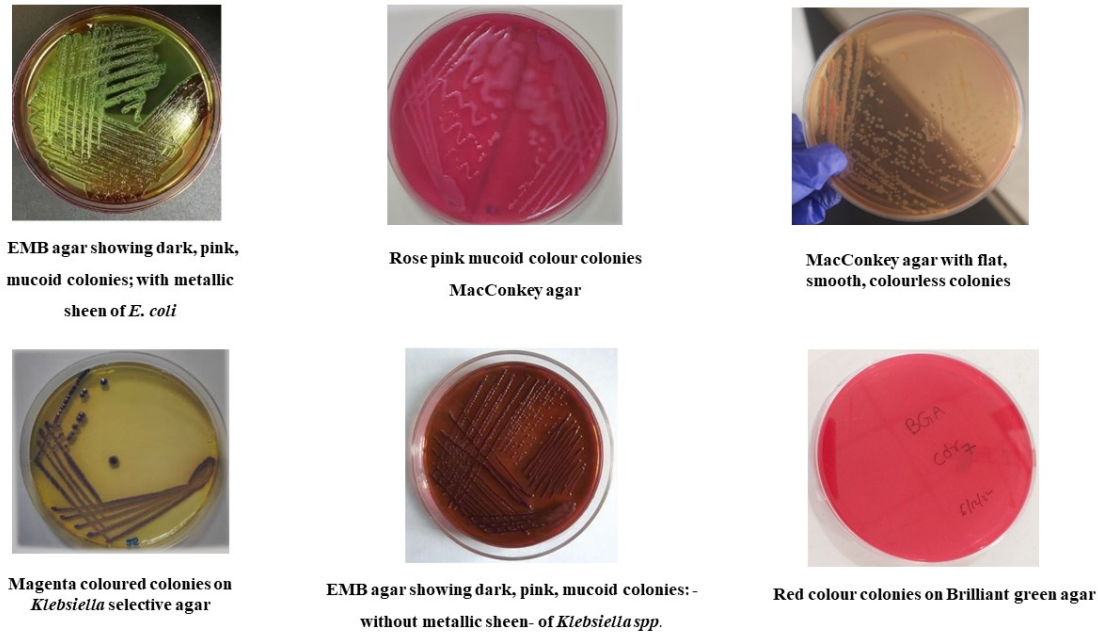 EMB agar showing dark, pink,
mucoid colonies; with metallic
sheen of E. coli
Rose pink mucoid colour colonies
MacConkey agar
MacConkey agar with flat,
smooth, colourless colonies
BGA
Magenta coloured colonies on
Klebsiella selective agar
EMB agar showing dark, pink, mucoid colonies: -
without metallic sheen- of Klebsiella spp.
Red colour colonies on Brilliant green agar